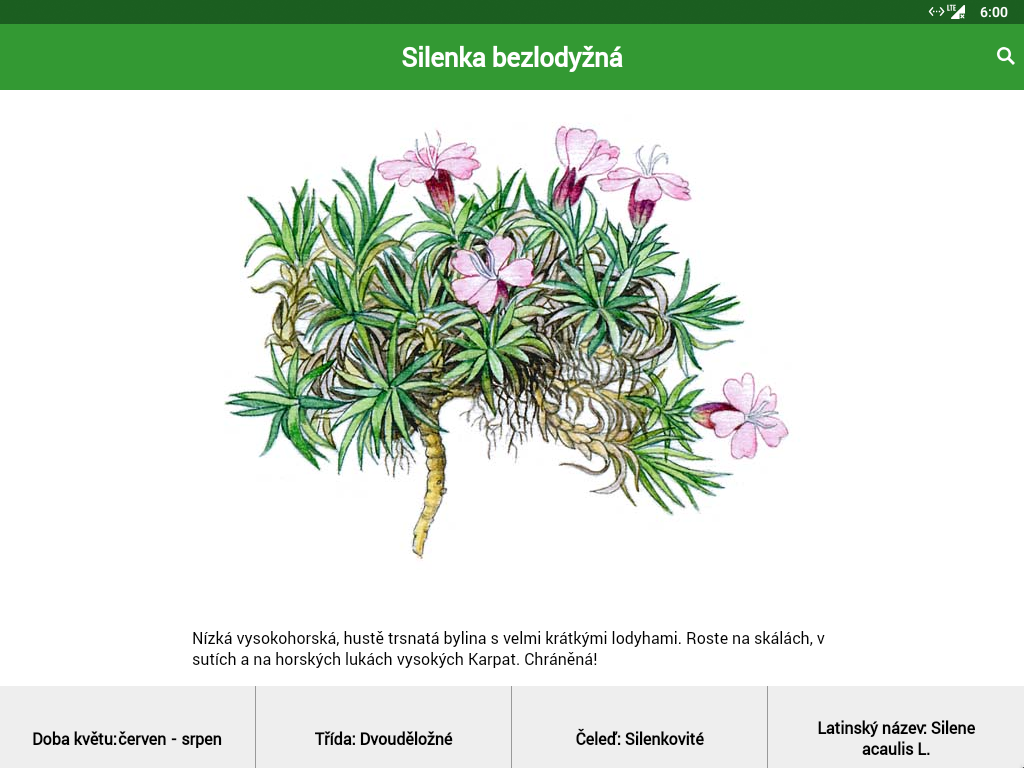 LTE 6:00
Silenka bezlodyžná
Nízká vysokohorská, hustě trsnatá bylina s velmi krátkými lodyhami. Roste na skálách, v
sutích a na horských lukách vysokých Karpat. Chráněná!
Doba květu:červen - srpen
Třída: Dvouděložné
Čeleď: Silenkovité
Latinský název: Silene
acaulis L.